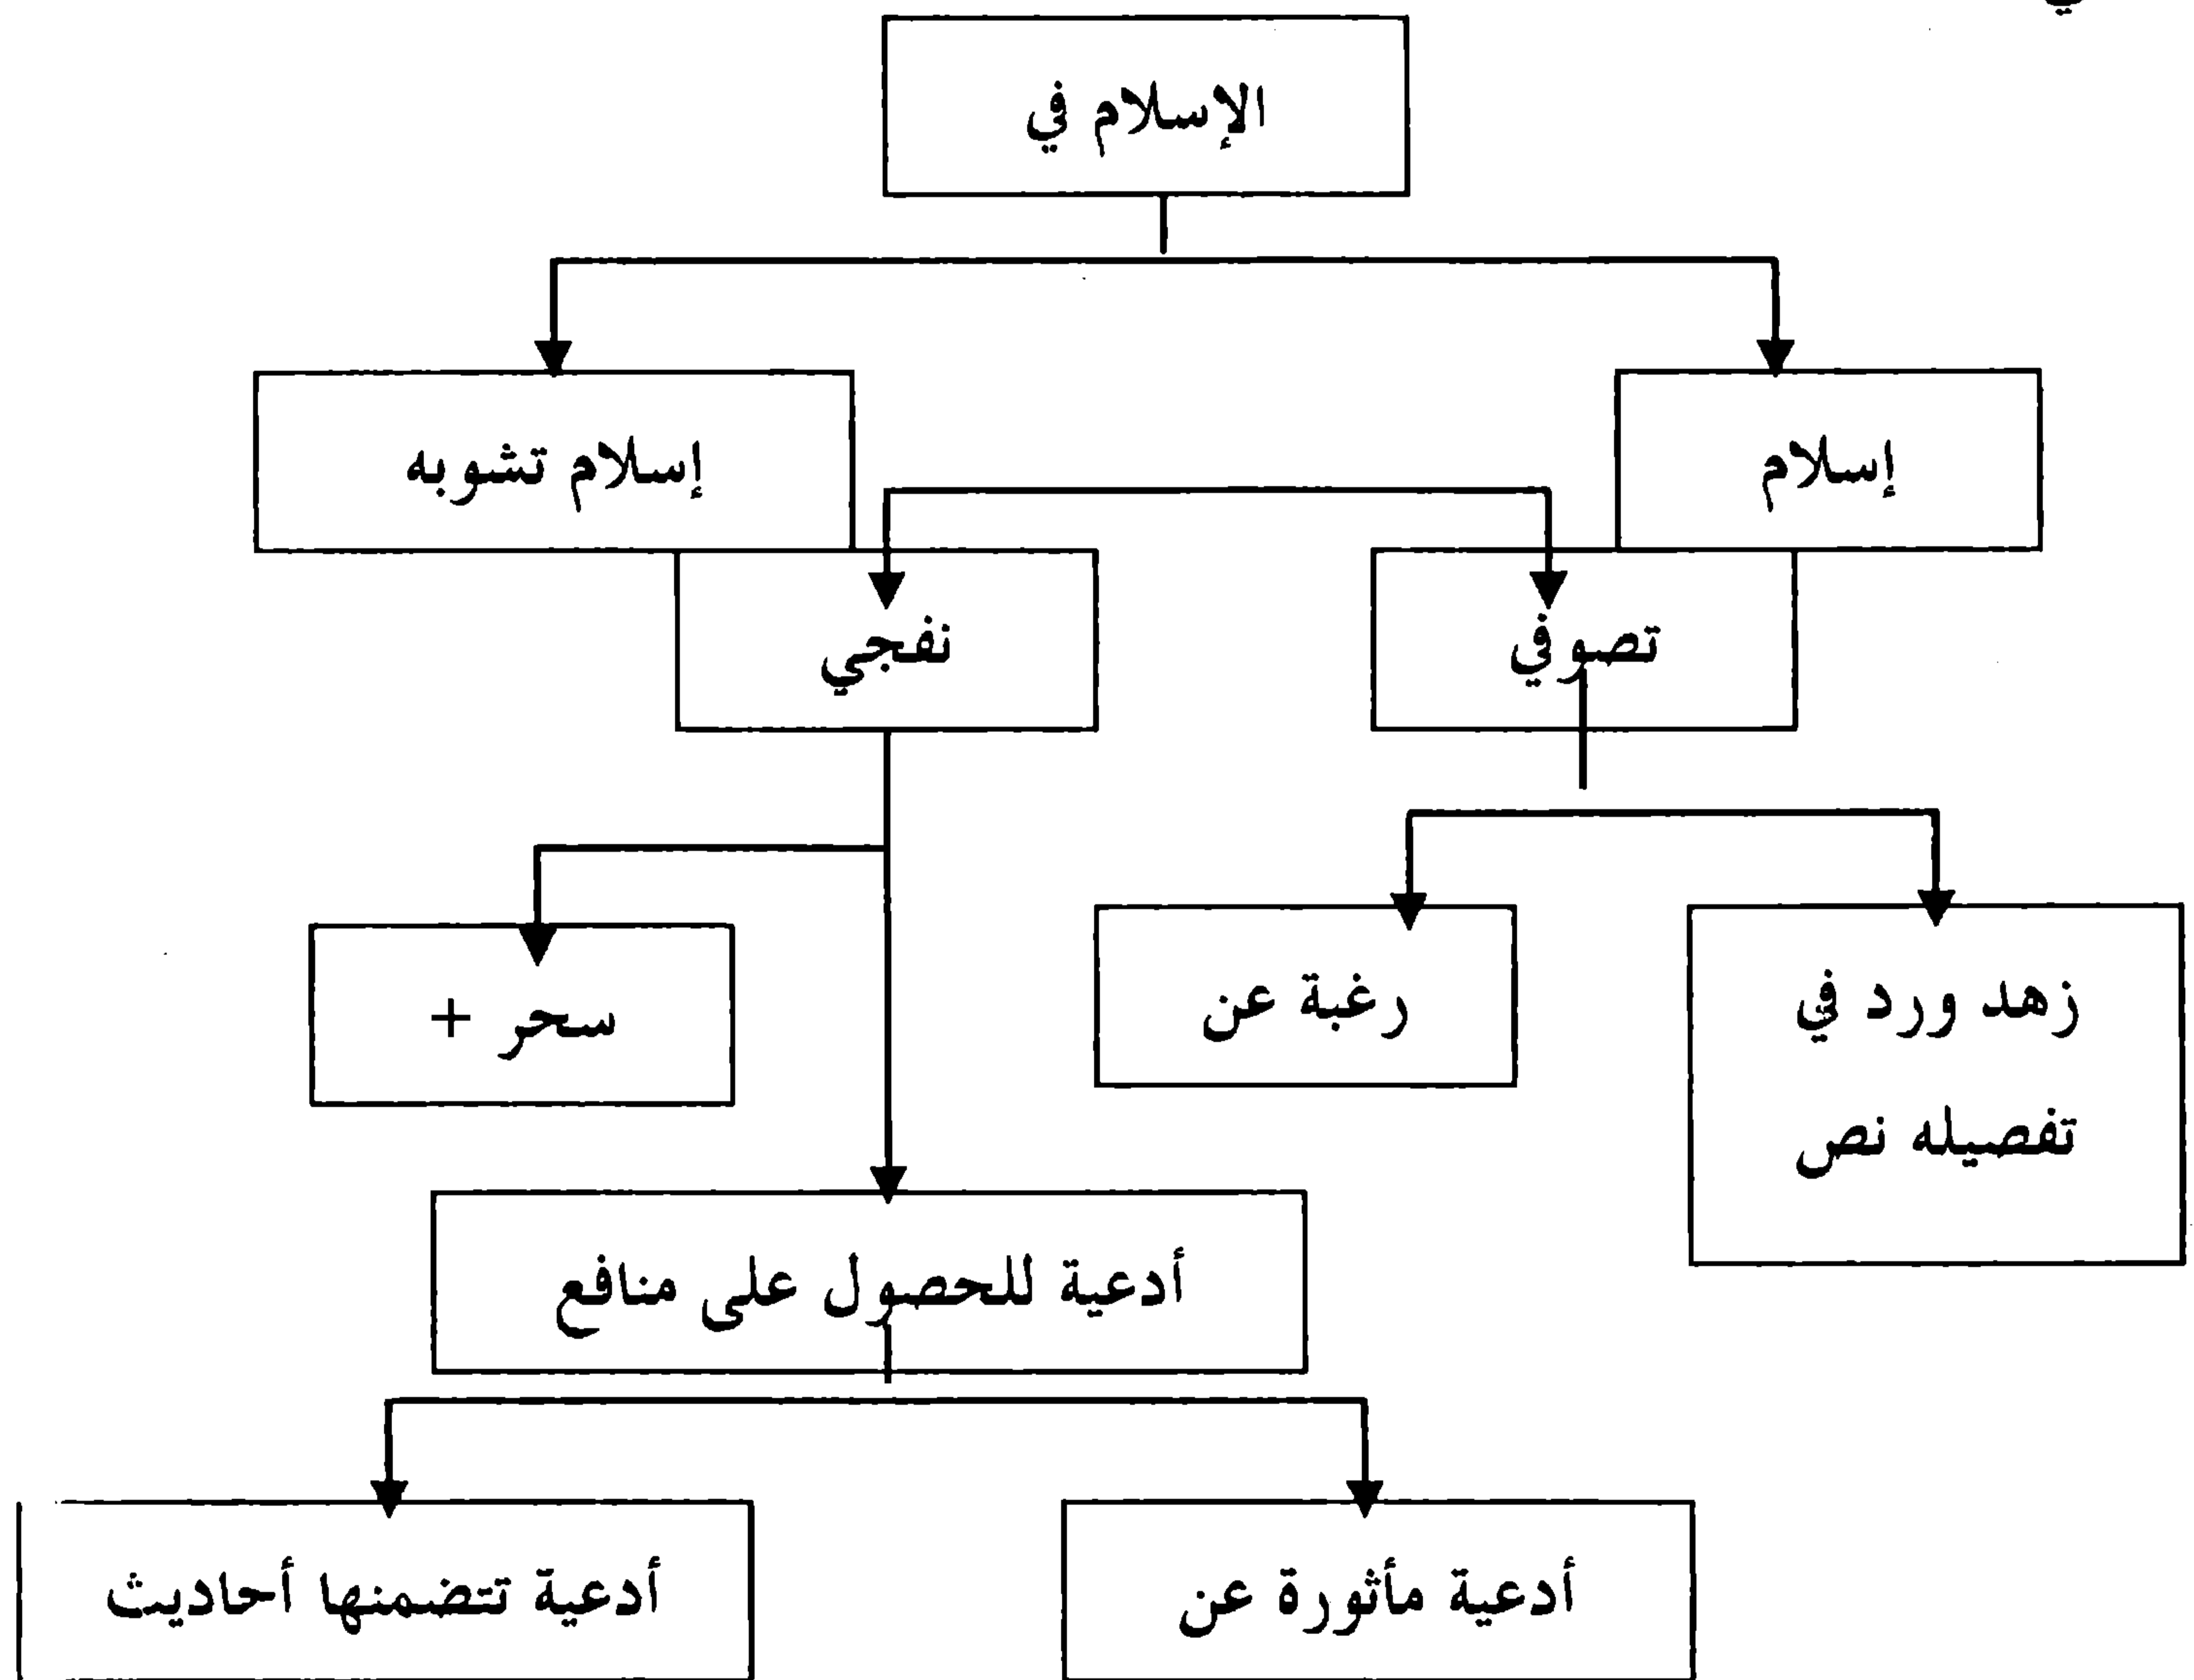 الإسلام في
إسلام
إسلام تشوبه
تصوفي
نفجي
زهد ورد في
تفصيله نص
رغبة عن
سحر +
أدعية للحصول على منافع
أدعية مأثورة عن
أدعية تتضمنها أحاديث